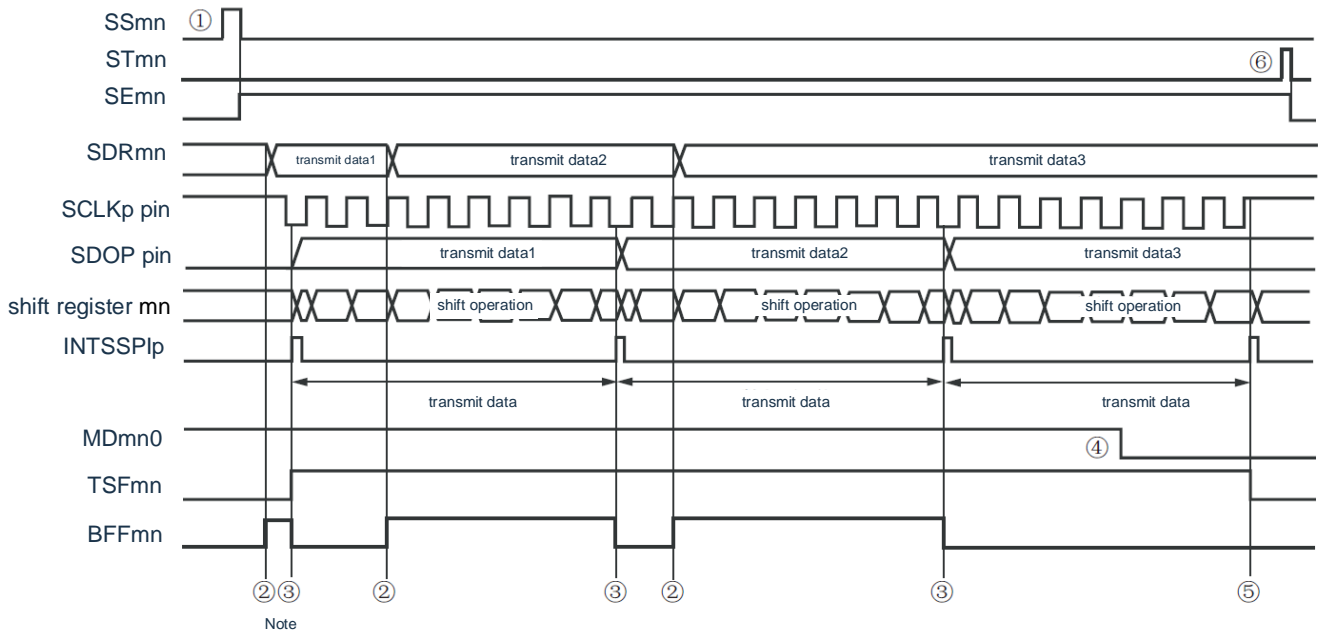 ① SSmn
STmn ⑥
SEmn
SDRmn transmit data1 transmit data2 transmit data3
SCLKp pin
SDOP pin transmit data1 transmit data2 transmit data3
shift register mn shift operation shift operation shift operation
INTSSPIp
transmit data transmit data transmit data
MDmn0 ④
TSFmn
BFFmn
② ③ ② ③ ② ③ ⑤
Note